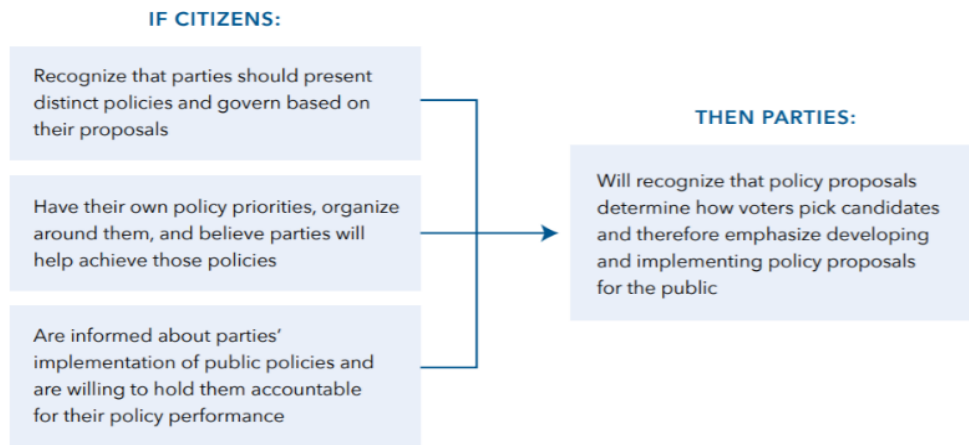 IF CITIZENS:
Recognize that parties should present
distinct policies and govern based on
their proposals
Have their own policy priorities, organize
around them, and believe parties will
help achieve those policies
Are informed about parties’
implementation of public policies and
are willing to hold them accountable
for their policy performance
THEN PARTIES:
Will recognize that policy proposals
determine how voters pick candidates
and therefore emphasize developing
and implementing policy proposals
for the public